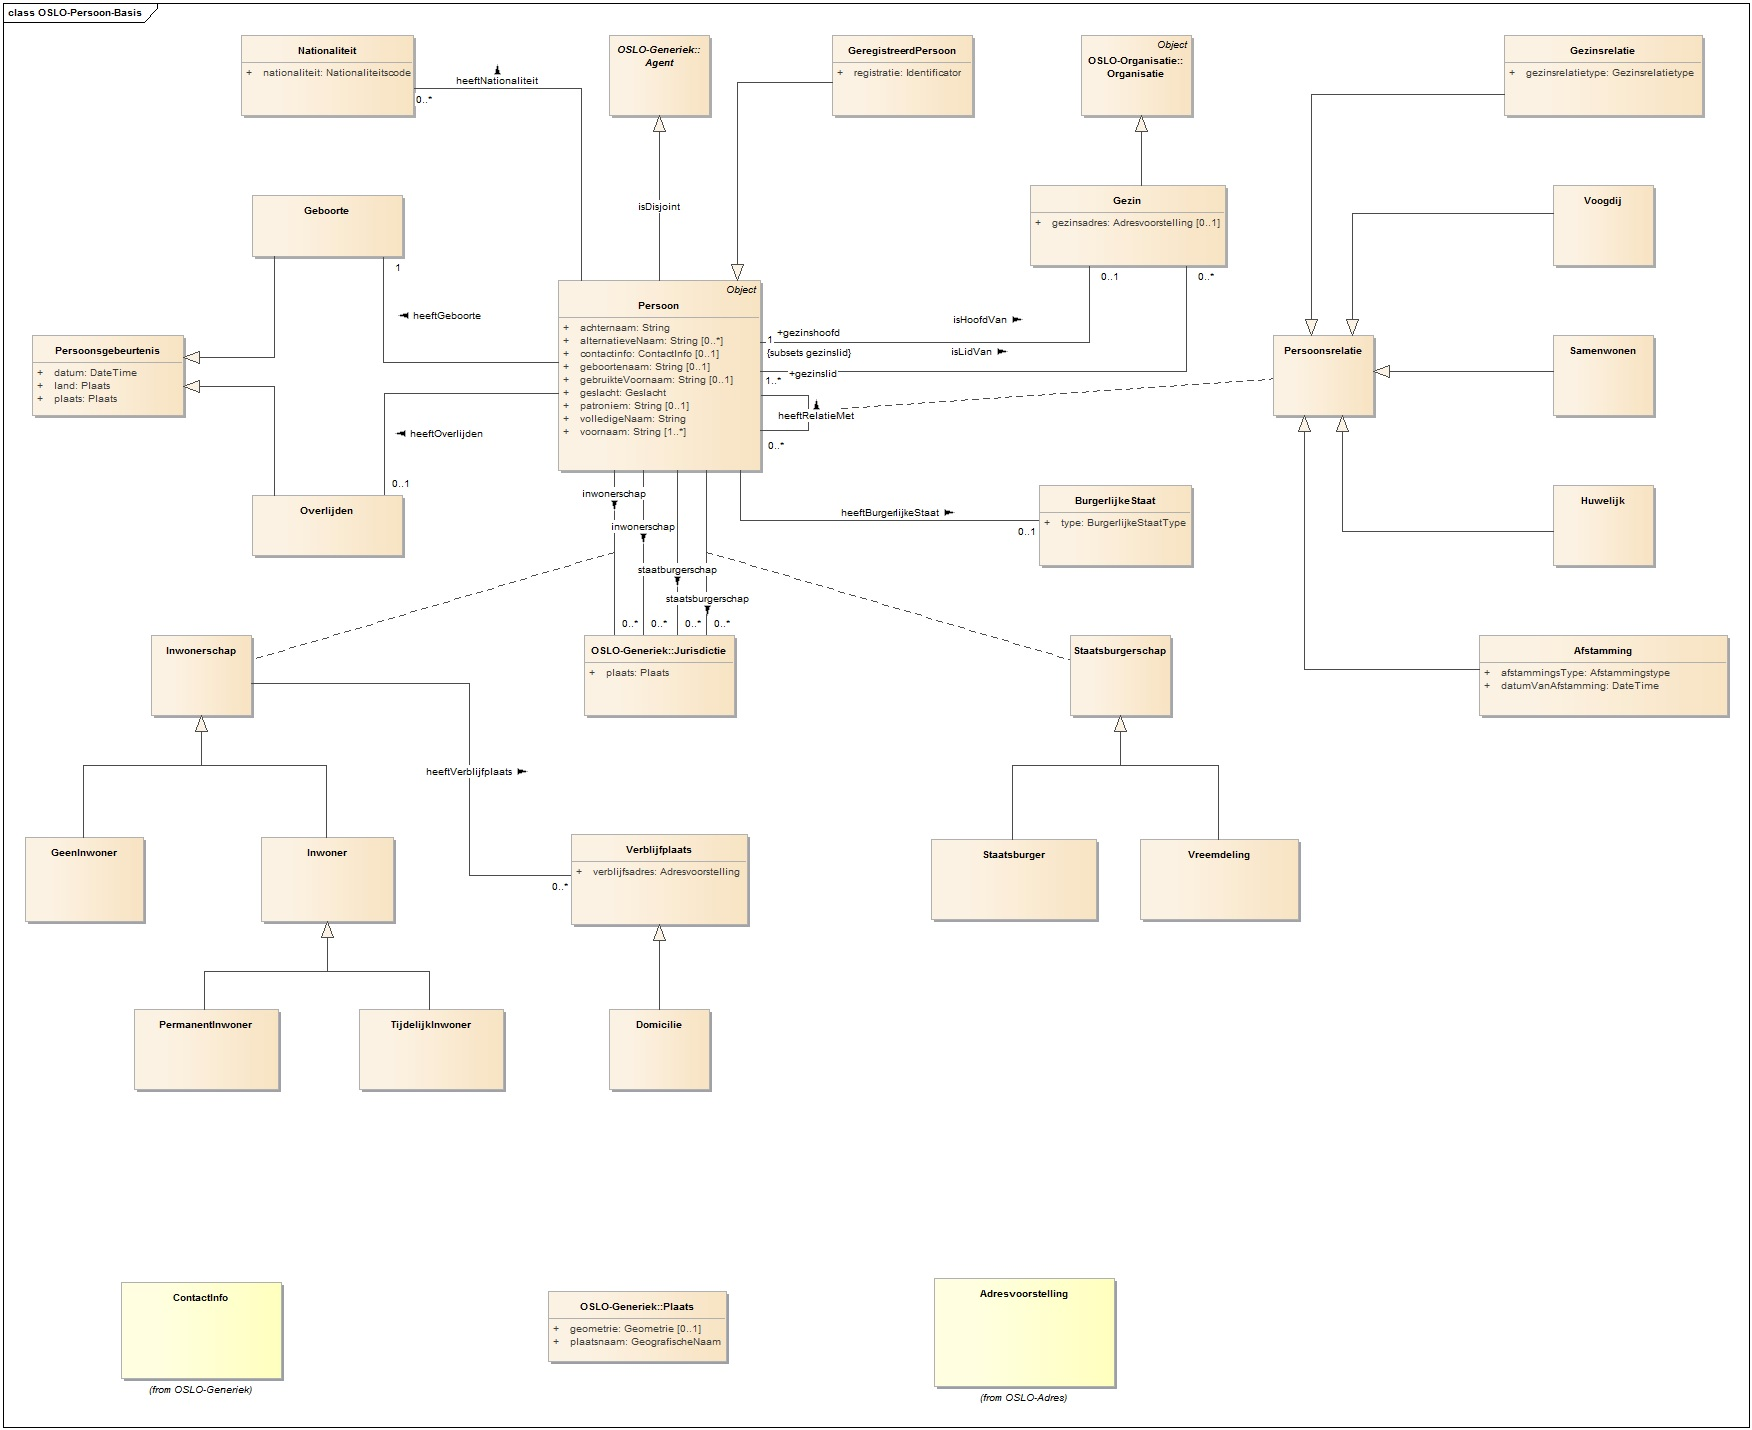 class OSLO-Persoon-Basis
Nationaliteit
+ nationaliteit: Nationaliteitscode
heeftNationaliteit
0..*
OSLO-Generiek::
Agent
isDisjoint
GeregistreerdPersoon
+ registratie: Identificator
Object
OSLO-Organisatie::
Organisatie
Gezinsrelatie
+ gezinsrelatietype: Gezinsrelatietype
Geboorte
1
heeftGeboorte
Gezin
+ gezinsadres: Adresvoorstelling [0..1]
0..1
0..*
Voogdij
Persoonsgebeurtenis
+ datum: DateTime
+ land: Plaats
+ plaats: Plaats
Object
Persoon
+ achternaam: String
+ alternatieveNaam: String [0..*]
+ contactinfo: ContactInfo [0..1]
+ geboortenaam: String [0..1]
+ gebruikteVoornaam: String [0..1]
+ geslacht: Geslacht
+ patroniem: String [0..1]
+ volledigeNaam: String
+ voornaam: String [1..*]
isHoofdVan
+gezinshoofd
1
{subsets gezinslid}
isLidVan
+gezinslid
1..*
heeftRelatieMet
0..*
Persoonsrelatie
Samenwonen
heeftOverlijden
0..1
Overlijden
inwonerschap
inwonerschap
staatburgerschap
staatsburgerschap
0..*
0..*
0..*
0..*
heeftBurgerlijkeStaat
0..1
BurgerlijkeStaat
+ type: BurgerlijkeStaatType
Huwelijk
Inwonerschap
OSLO-Generiek::Jurisdictie
+ plaats: Plaats
Staatsburgerschap
Afstamming
+ afstammingsType: Afstammingstype
+ datumVanAfstamming: DateTime
heeftVerblijfplaats
0..*
GeenInwoner
Inwoner
Verblijfplaats
+ verblijfsadres: Adresvoorstelling
Staatsburger
Vreemdeling
PermanentInwoner
TijdelijkInwoner
Domicilie
ContactInfo
(from OSLO-Generiek)
OSLO-Generiek::Plaats
+ geometrie: Geometrie [0..1]
+ plaatsnaam: GeografischeNaam
Adresvoorstelling
(from OSLO-Adres)